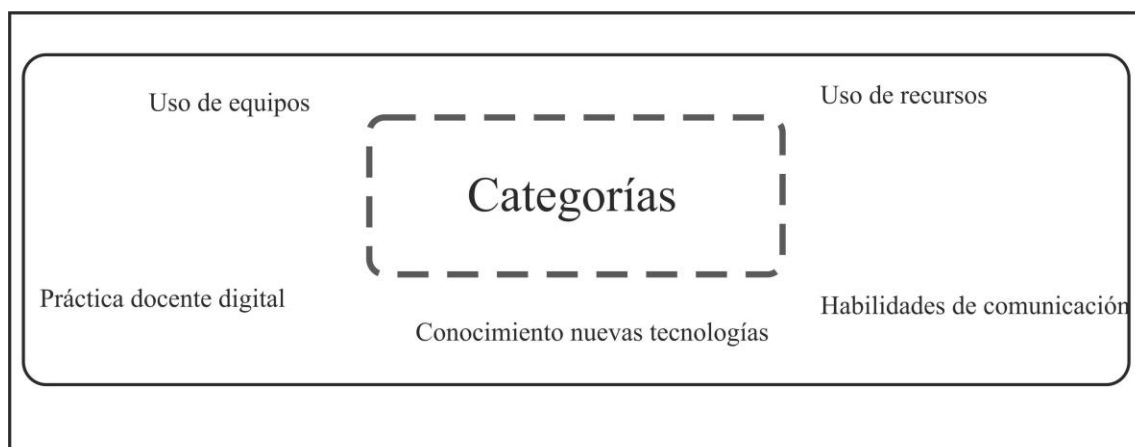 Uso de equipos
Uso de recursos
Categorías
Práctica docente digital
Habilidades de comunicación
Conocimiento nuevas tecnologías